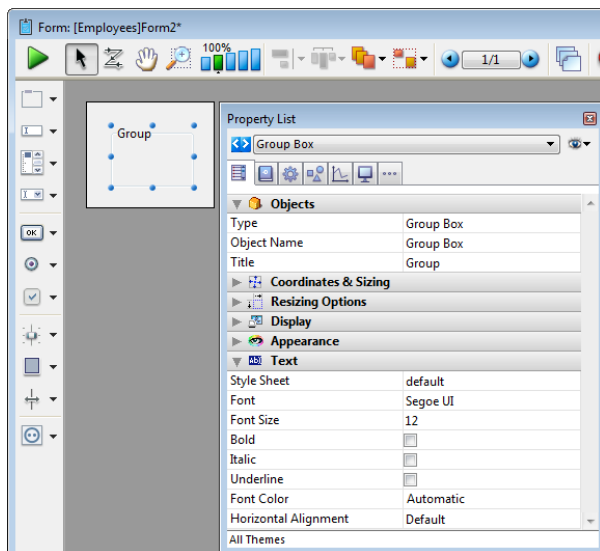 Form: [Employees]Form2*
100%
1/1
Group
Property List
Group Box
Objects
Type Group Box
Object Name Group Box
Title Group
Coordinates & Sizing
Resizing Options
Display
Appearance
Text
Style Sheet default
Font Segoe UI
Font Size 12
Bold
Italic
Underline
Font Color Automatic
Horizontal Alignment Default
All Themes
OK